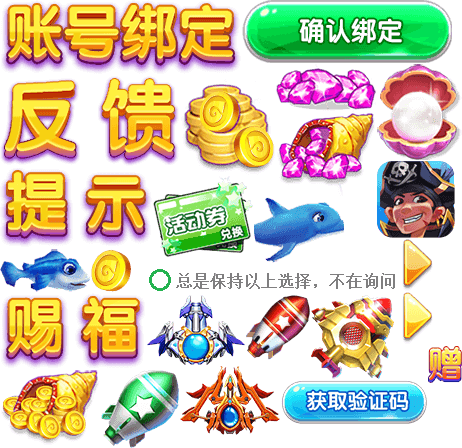 账号绑定
确认绑定
反馈
提示
活动券
兑换
总是保持以上选择，不在询问
赐福
赠
获取验证码